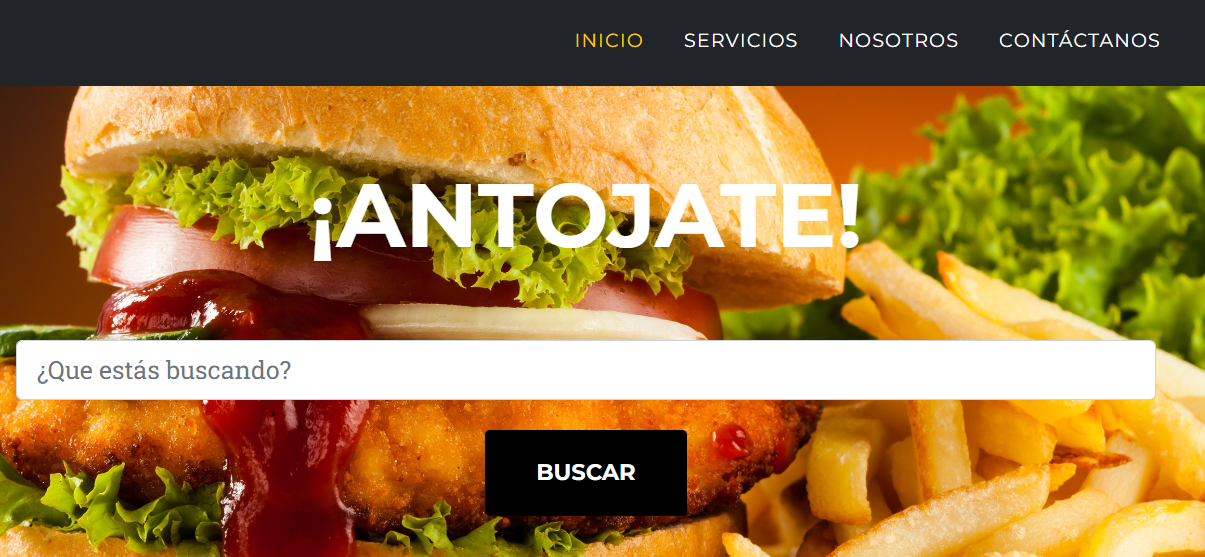 INICIO SERVICIOS NOSOTROS CONTÁCTANOS
¡ANTOJATE!
¿Que estás buscando?
BUSCAR